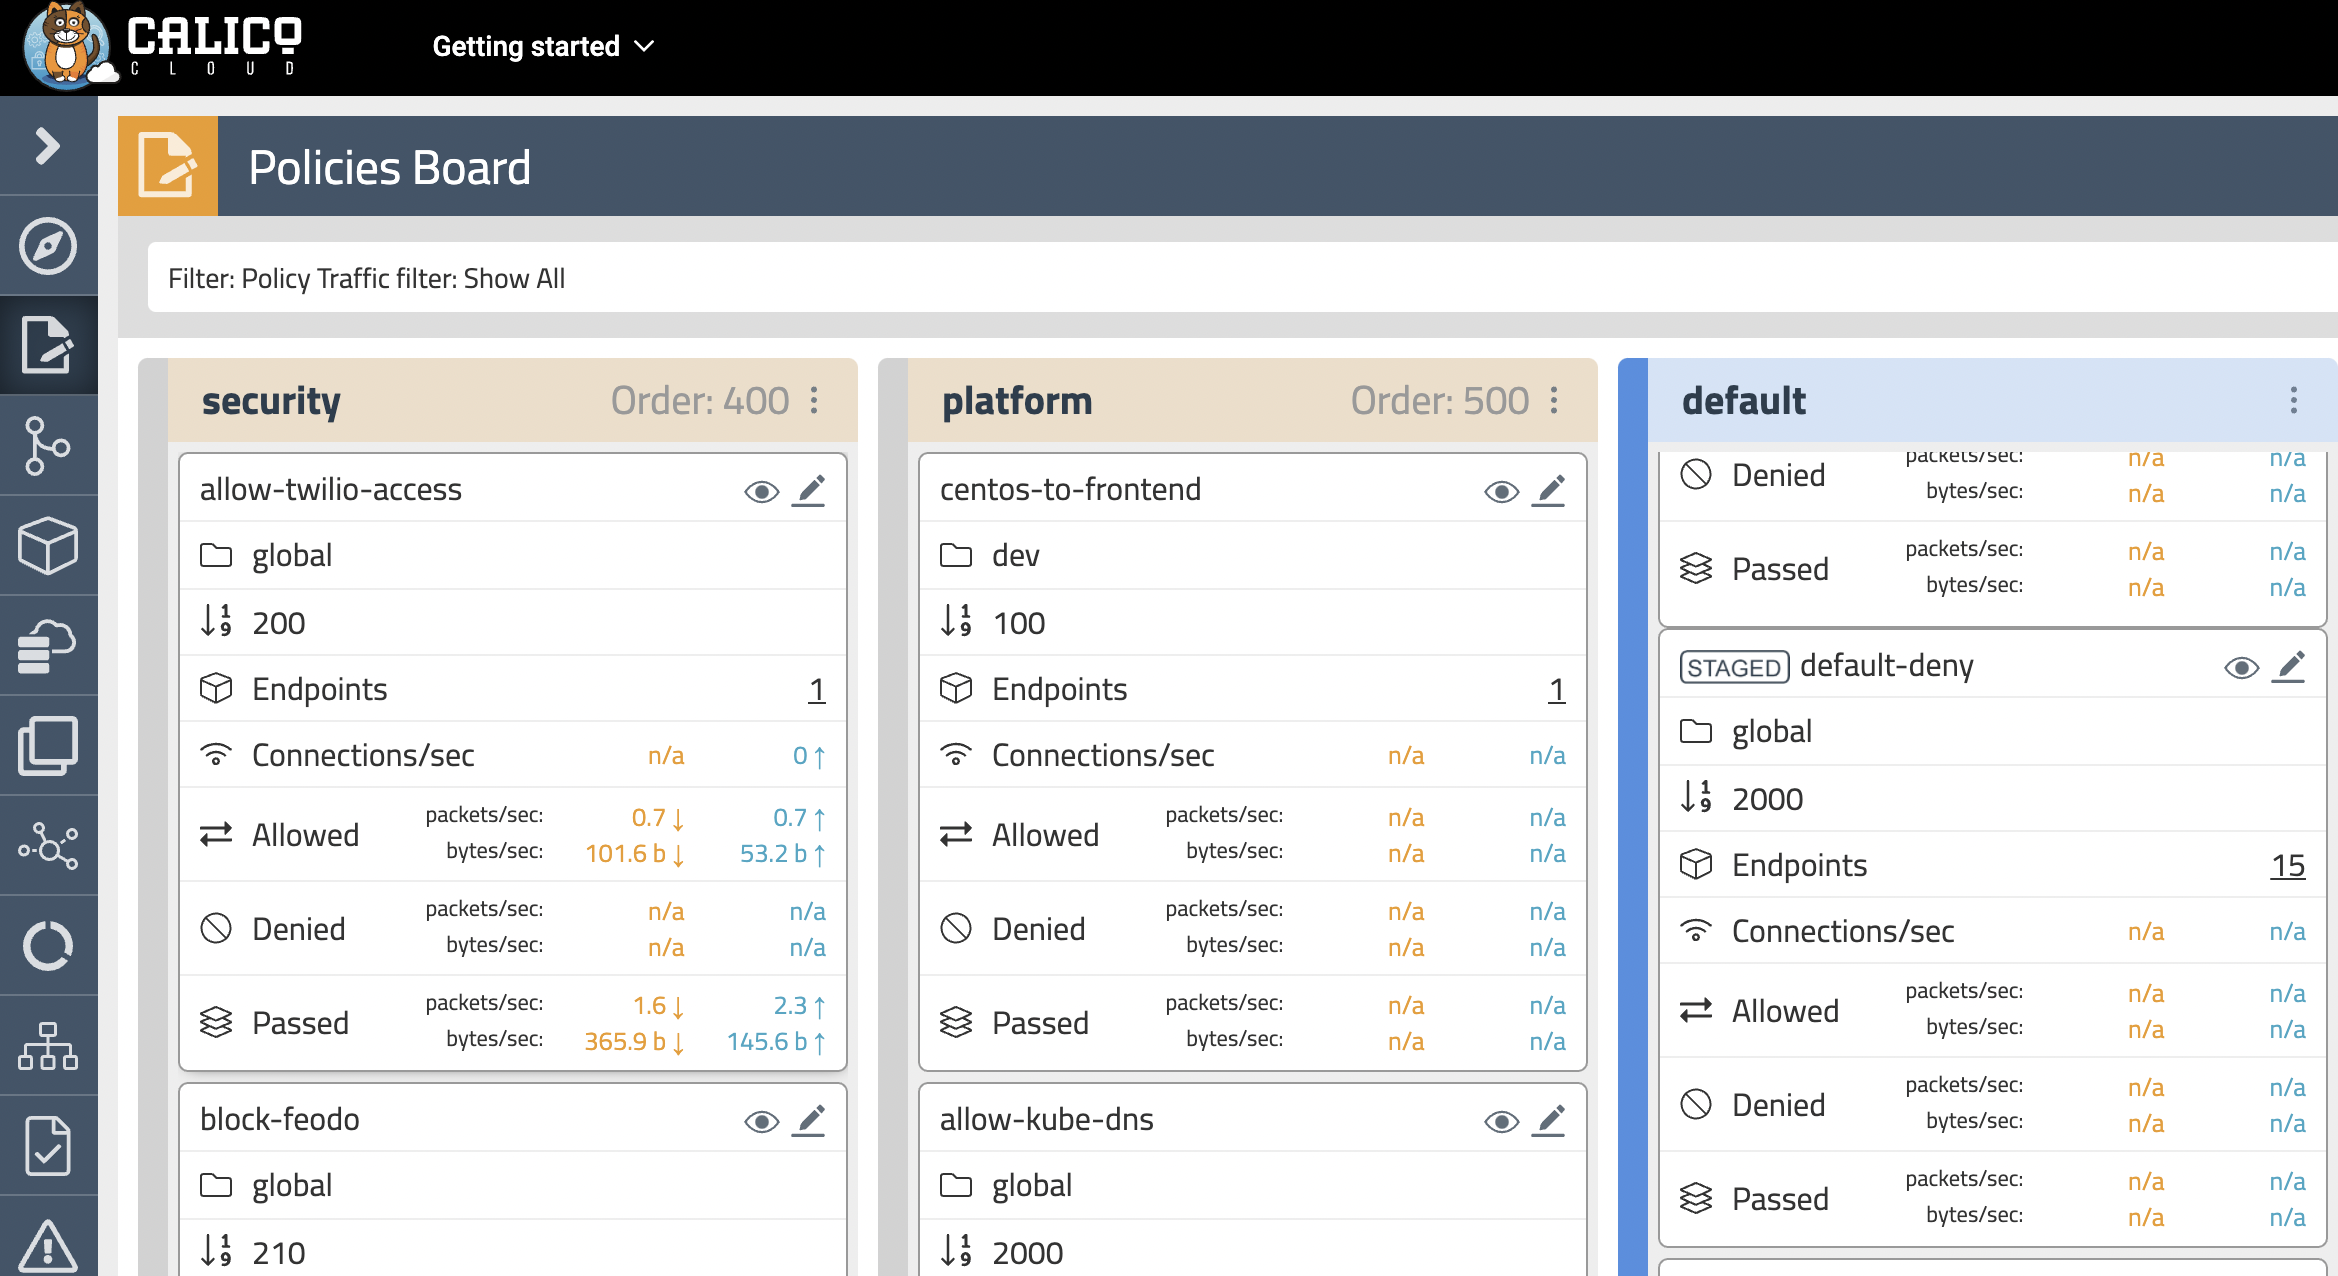 CALICO
CLOUD
Getting started
Policies Board
Filter: Policy Traffic filter: Show All
security Order: 400
allow-twilio-access
global
200
Endpoints 1
Connections/sec n/a 0 ↑
Allowed packets/sec: 0.7 ↓ 0.7 ↑
bytes/sec: 101.6 b ↓ 53.2 b ↑
Denied packets/sec: n/a n/a
bytes/sec: n/a n/a
Passed packets/sec: 1.6 ↓ 2.3 ↑
bytes/sec: 365.9 b ↓ 145.6 b ↑
block-feodo
global
210
platform Order: 500
centos-to-frontend
dev
100
Endpoints 1
Connections/sec n/a n/a
Allowed packets/sec: n/a n/a
bytes/sec: n/a n/a
Denied packets/sec: n/a n/a
bytes/sec: n/a n/a
Passed packets/sec: n/a n/a
bytes/sec: n/a n/a
allow-kube-dns
global
2000
default
Denied packets/sec: n/a n/a
bytes/sec: n/a n/a
Passed packets/sec: n/a n/a
bytes/sec: n/a n/a
STAGED default-deny
global
2000
Endpoints 15
Connections/sec n/a n/a
Allowed packets/sec: n/a n/a
bytes/sec: n/a n/a
Denied packets/sec: n/a n/a
bytes/sec: n/a n/a
Passed packets/sec: n/a n/a
bytes/sec: n/a n/a